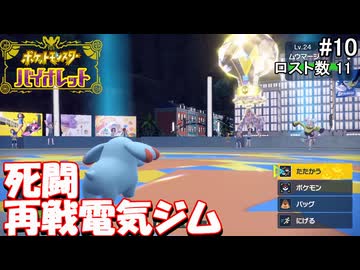 ポケットモンスター
バイオレット
Lv.24
ムウマージ
#10
ロスト数 11
たたかう
ポケモン
バッグ
にげる
死闘
再戦電気ジム